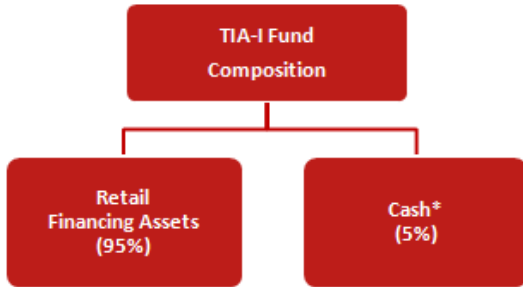 TIA-I Fund
Composition
Retail
Financing Assets
(95%)
Cash*
(5%)